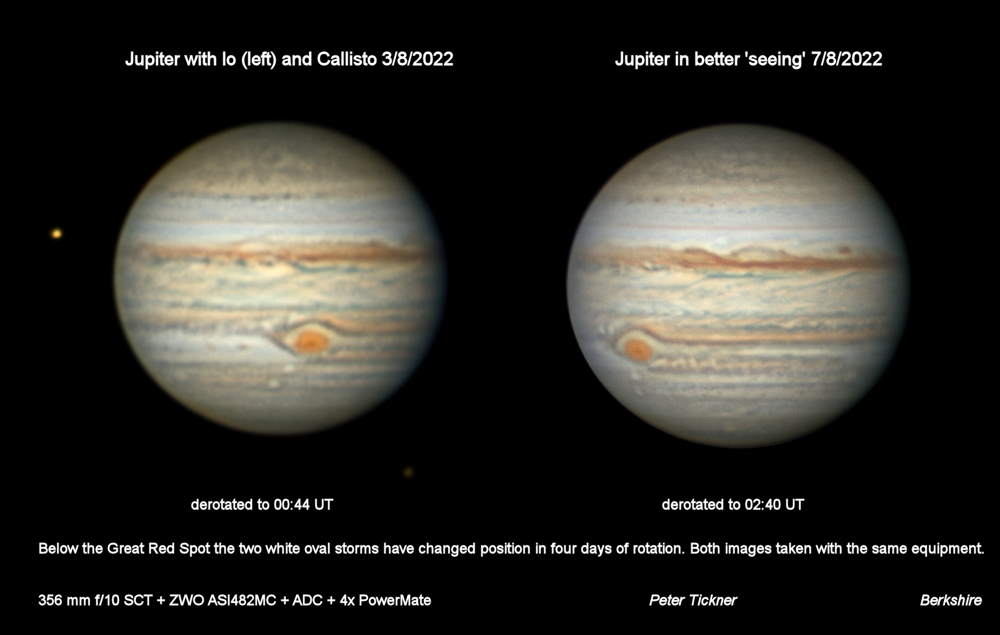 Jupiter with Io (left) and Callisto 3/8/2022
Jupiter in better 'seeing' 7/8/2022
derotated to 00:44 UT
derotated to 02:40 UT
Below the Great Red Spot the two white oval storms have changed position in four days of rotation. Both images taken with the same equipment.
356 mm f/10 SCT + ZWO ASI482MC + ADC + 4x PowerMate
Peter Tickner
Berkshire